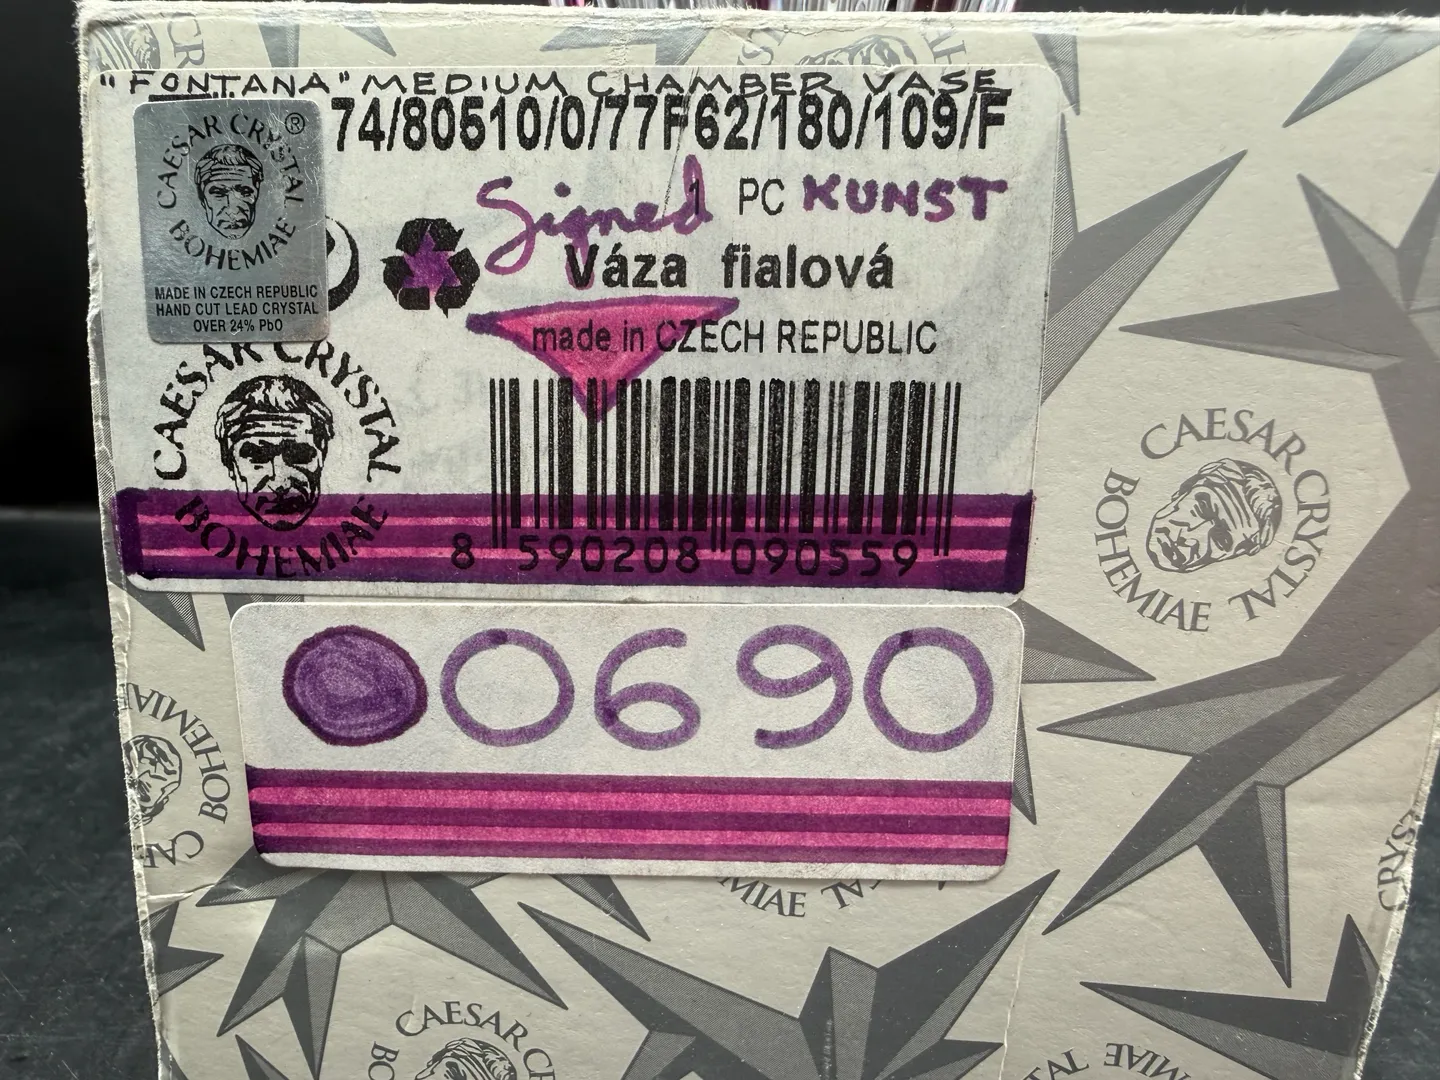 "FONTANA" MEDIUM CHAMBER VASE
74/80510/0/77F62/180/109/F
CAESAR CRYSTAL ®
BOHEMIAE
MADE IN CZECH REPUBLIC
HAND CUT LEAD CRYSTAL
OVER 24% PbO
Signed 1 PC KUNST
Váza fialová
made in CZECH REPUBLIC
CAESAR CRYSTAL
BOHEMIAE
8 590208 090559
0690
CAESAR CRYSTAL
BOHEMIAE
BOHEMIAE
CAESAR